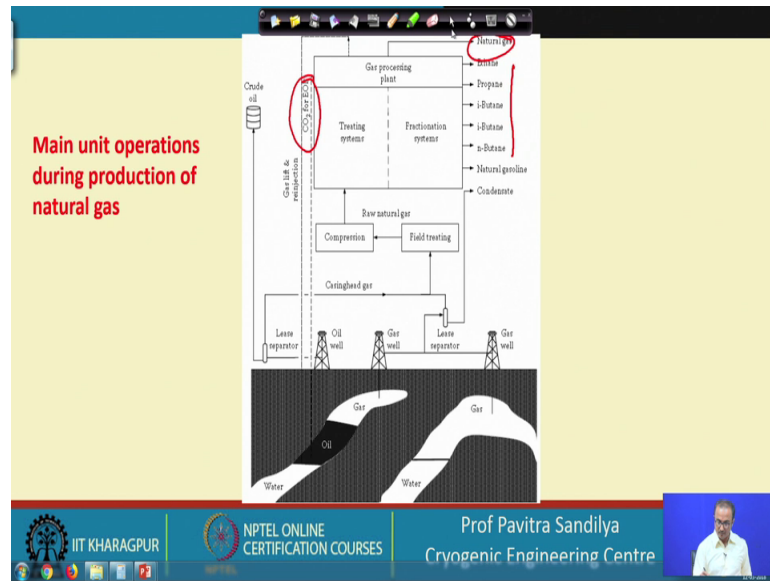 Natural gas
Ethane
Gas processing
plant
Propane
Crude
oil
CO2 for EOR
i-Butane
Treating
systems
Fractionation
systems
i-Butane
n-Butane
Main unit operations
during production of
natural gas
Gas lift &
reinjection
Natural gasoline
Condensate
Raw natural gas
Compression
Field treating
Casinghead gas
Lease
separator
Oil
well
Gas
well
Lease
separator
Gas
well
Gas
Gas
Oil
Water
Water
IIT KHARAGPUR
NPTEL ONLINE
CERTIFICATION COURSES
NPTEL
Prof Pavitra Sandilya
Cryogenic Engineering Centre